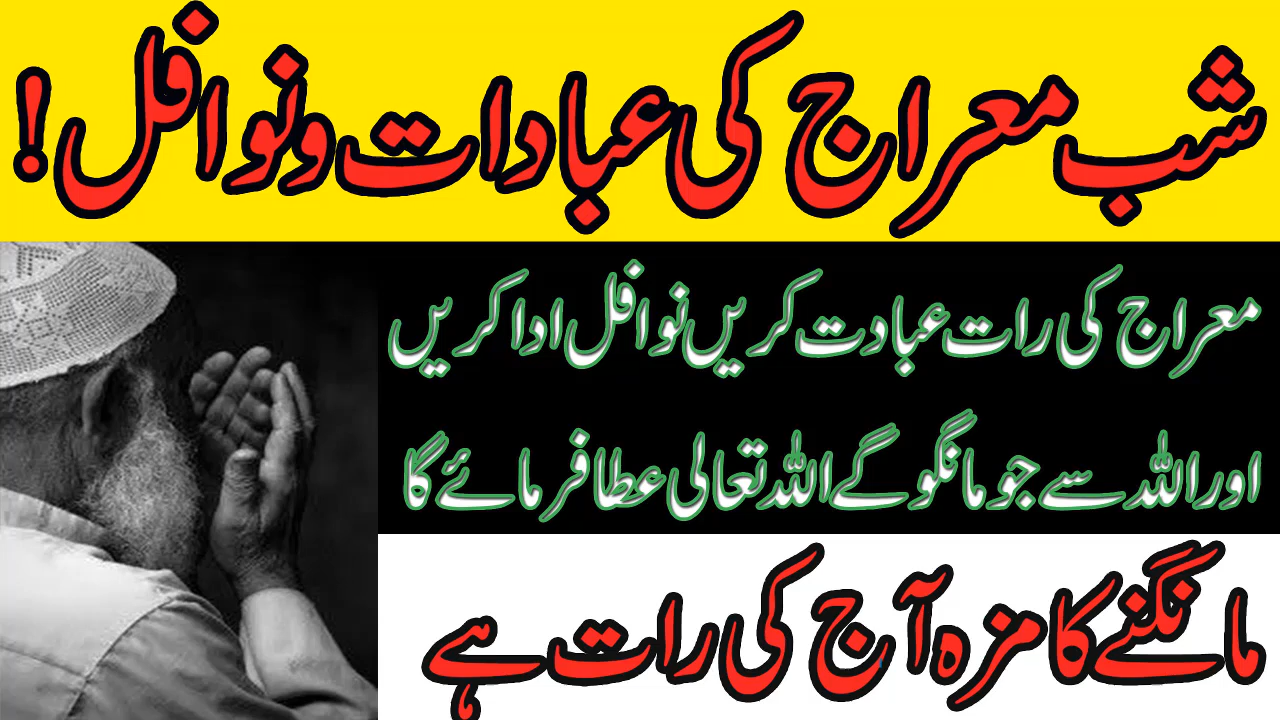 شب معراج کی عبادات ونوافل!
معراج کی رات عبادت کریں نوافل ادا کریں
اور اللہ سے جو مانگو گے اللہ تعالی عطا فرمائے گا
مانگنے کا مزہ آج کی رات ہے